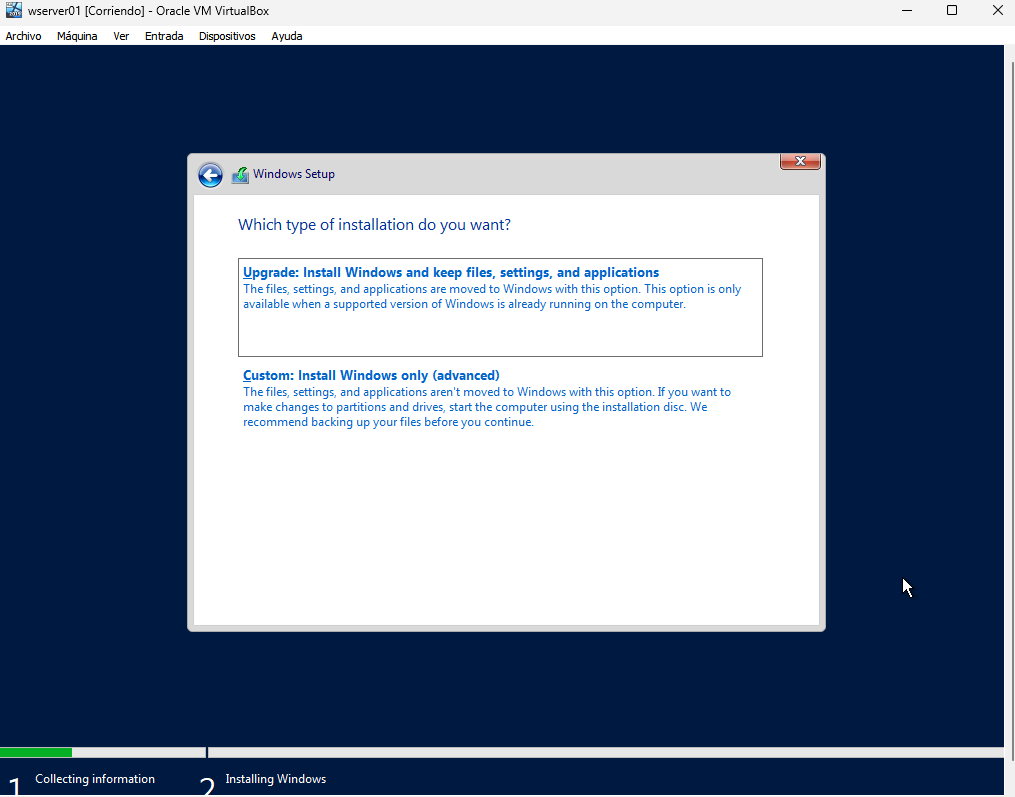 wserver01 [Corriendo] - Oracle VM VirtualBox
Archivo Máquina Ver Entrada Dispositivos Ayuda
Windows Setup
Which type of installation do you want?
Upgrade: Install Windows and keep files, settings, and applications
The files, settings, and applications are moved to Windows with this option. This option is only
available when a supported version of Windows is already running on the computer.
Custom: Install Windows only (advanced)
The files, settings, and applications aren't moved to Windows with this option. If you want to
make changes to partitions and drives, start the computer using the installation disc. We
recommend backing up your files before you continue.
1 Collecting information
2 Installing Windows